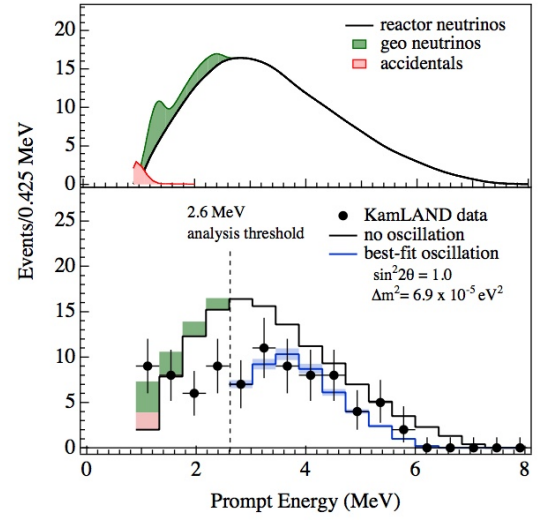 reactor neutrinos
geo neutrinos
accidentals
20
15
10
5
0
Events/0.425 MeV
2.6 MeV
analysis threshold
KamLAND data
no oscillation
best-fit oscillation
sin²2θ = 1.0
Δm²= 6.9 x 10⁻⁵ eV²
25
20
15
10
5
0
0 2 4 6 8
Prompt Energy (MeV)